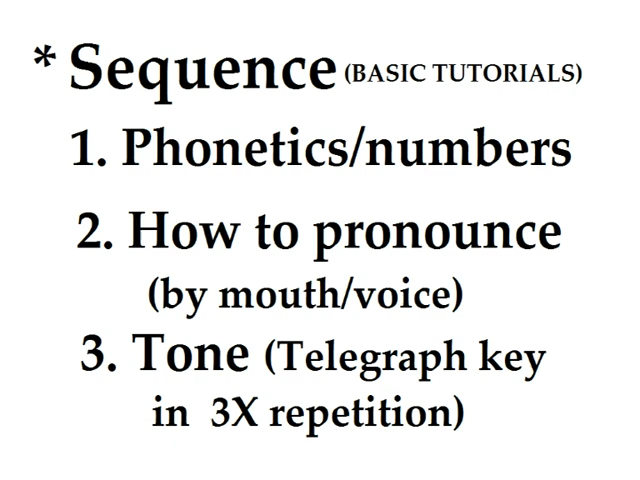 * Sequence (BASIC TUTORIALS)
1. Phonetics/numbers
2. How to pronounce
(by mouth/voice)
3. Tone (Telegraph key
in 3X repetition)